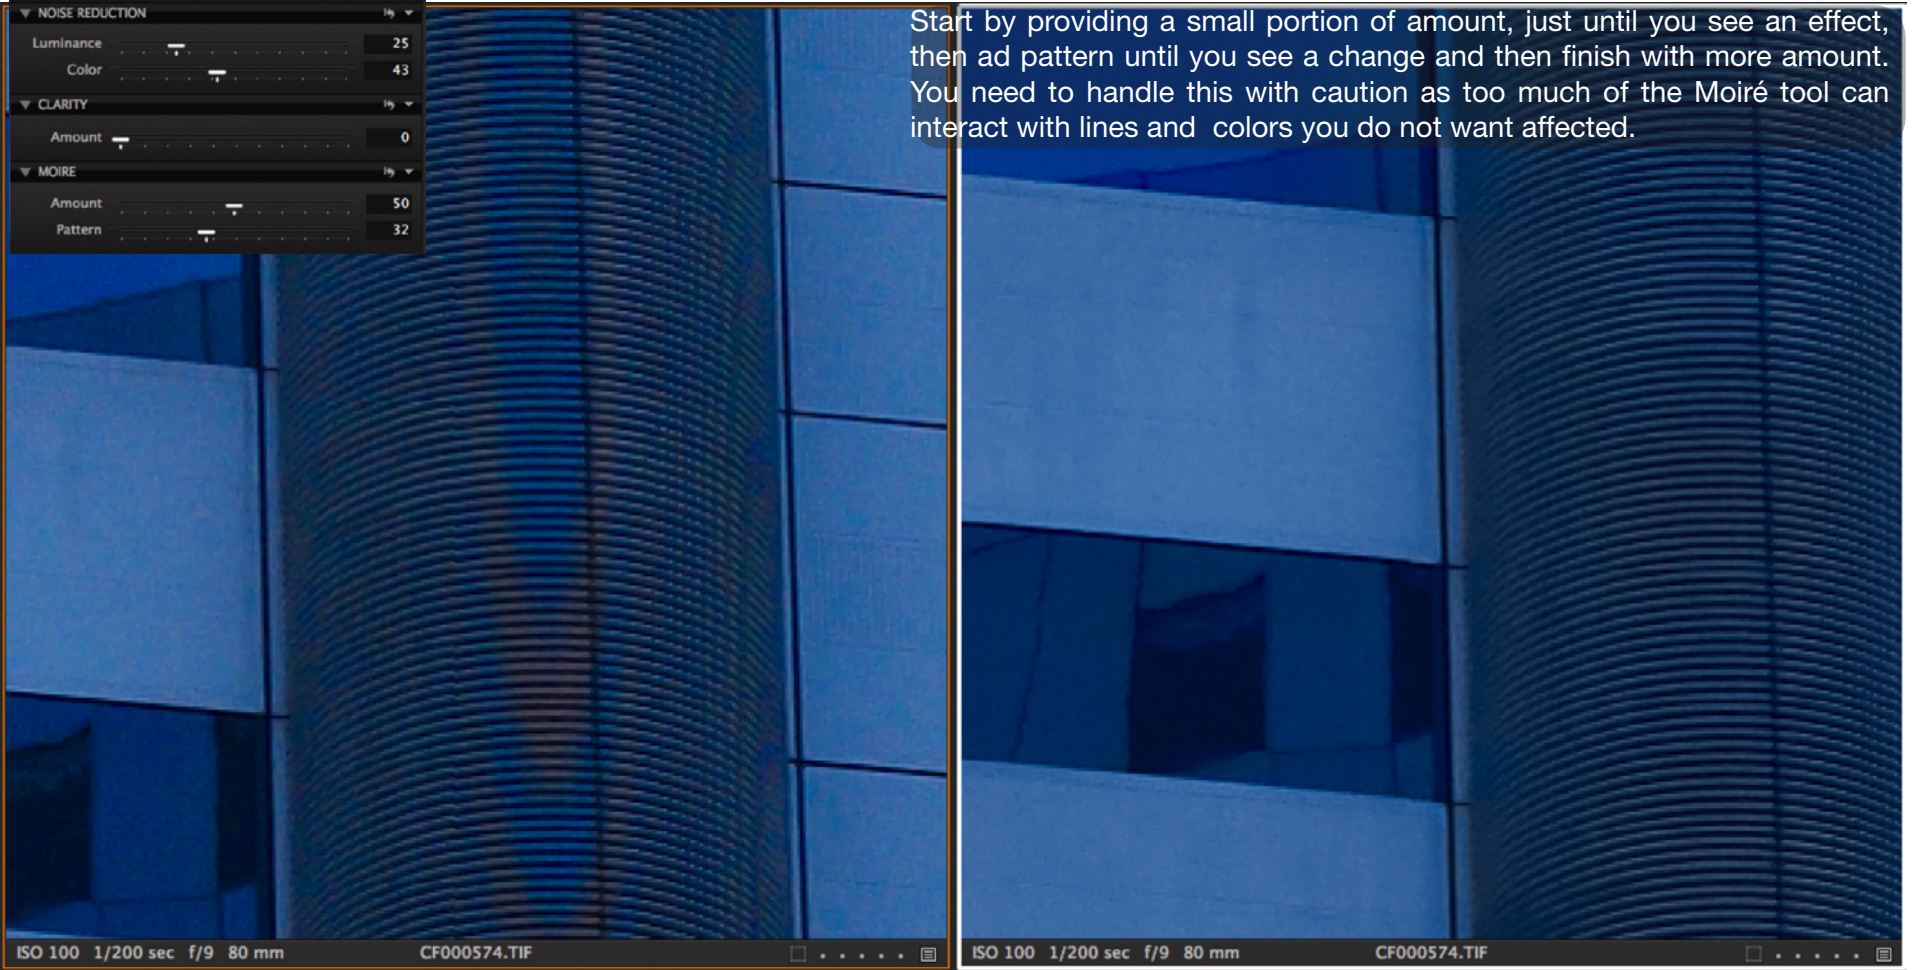 NOISE REDUCTION
Luminance 25
Color 43
CLARITY
Amount 0
MOIRE
Amount 50
Pattern 32
Start by providing a small portion of amount, just until you see an effect,
then ad pattern until you see a change and then finish with more amount.
You need to handle this with caution as too much of the Moiré tool can
interact with lines and  colors you do not want affected.
ISO 100 1/200 sec f/9 80 mm CF000574.TIF
ISO 100 1/200 sec f/9 80 mm CF000574.TIF